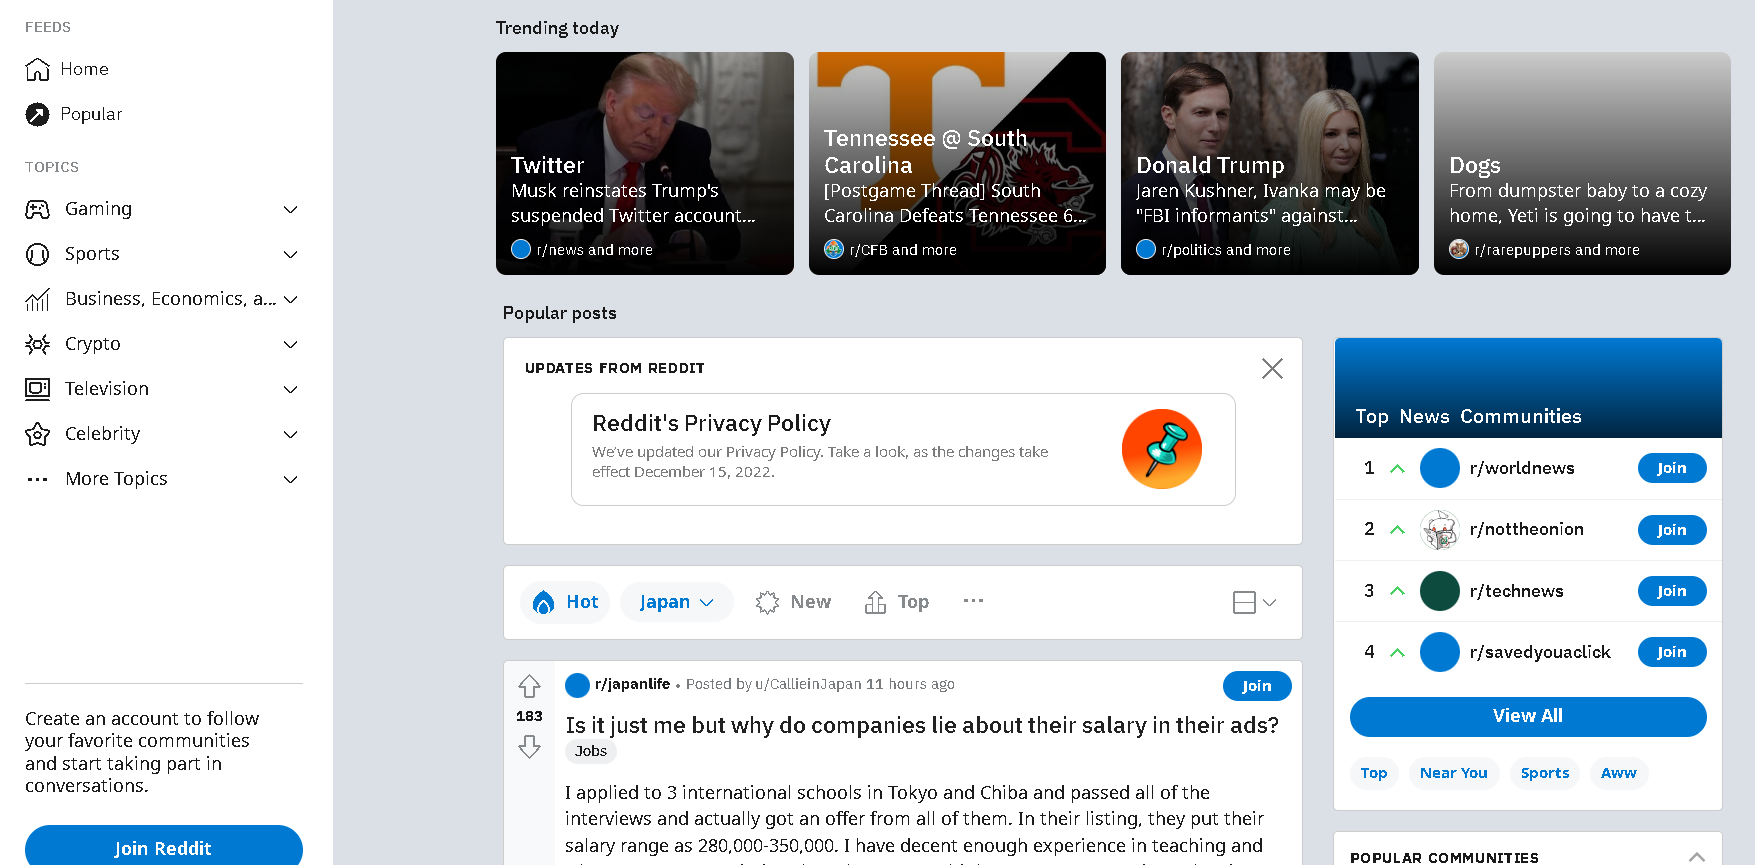 FEEDS
Home
Popular
TOPICS
Gaming
Sports
Business, Economics, a...
Crypto
Television
Celebrity
More Topics
Create an account to follow
your favorite communities
and start taking part in
conversations.
Join Reddit
Trending today
Twitter
Musk reinstates Trump's
suspended Twitter account...
r/news and more
Tennessee @ South
Carolina
[Postgame Thread] South
Carolina Defeats Tennessee 6...
r/CFB and more
Donald Trump
Jaren Kushner, Ivanka may be
"FBI informants" against...
r/politics and more
Dogs
From dumpster baby to a cozy
home, Yeti is going to have t...
r/rarepuppers and more
Popular posts
UPDATES FROM REDDIT
Reddit's Privacy Policy
We've updated our Privacy Policy. Take a look, as the changes take
effect December 15, 2022.
Hot
Japan
New
Top
183
r/japanlife • Posted by u/CallieinJapan 11 hours ago
Join
Is it just me but why do companies lie about their salary in their ads?
Jobs
I applied to 3 international schools in Tokyo and Chiba and passed all of the
interviews and actually got an offer from all of them. In their listing, they put their
salary range as 280,000-350,000. I have decent enough experience in teaching and
Top News Communities
1 r/worldnews Join
2 r/nottheonion Join
3 r/technews Join
4 r/savedyouaclick Join
View All
Top Near You Sports Aww
POPULAR COMMUNITIES